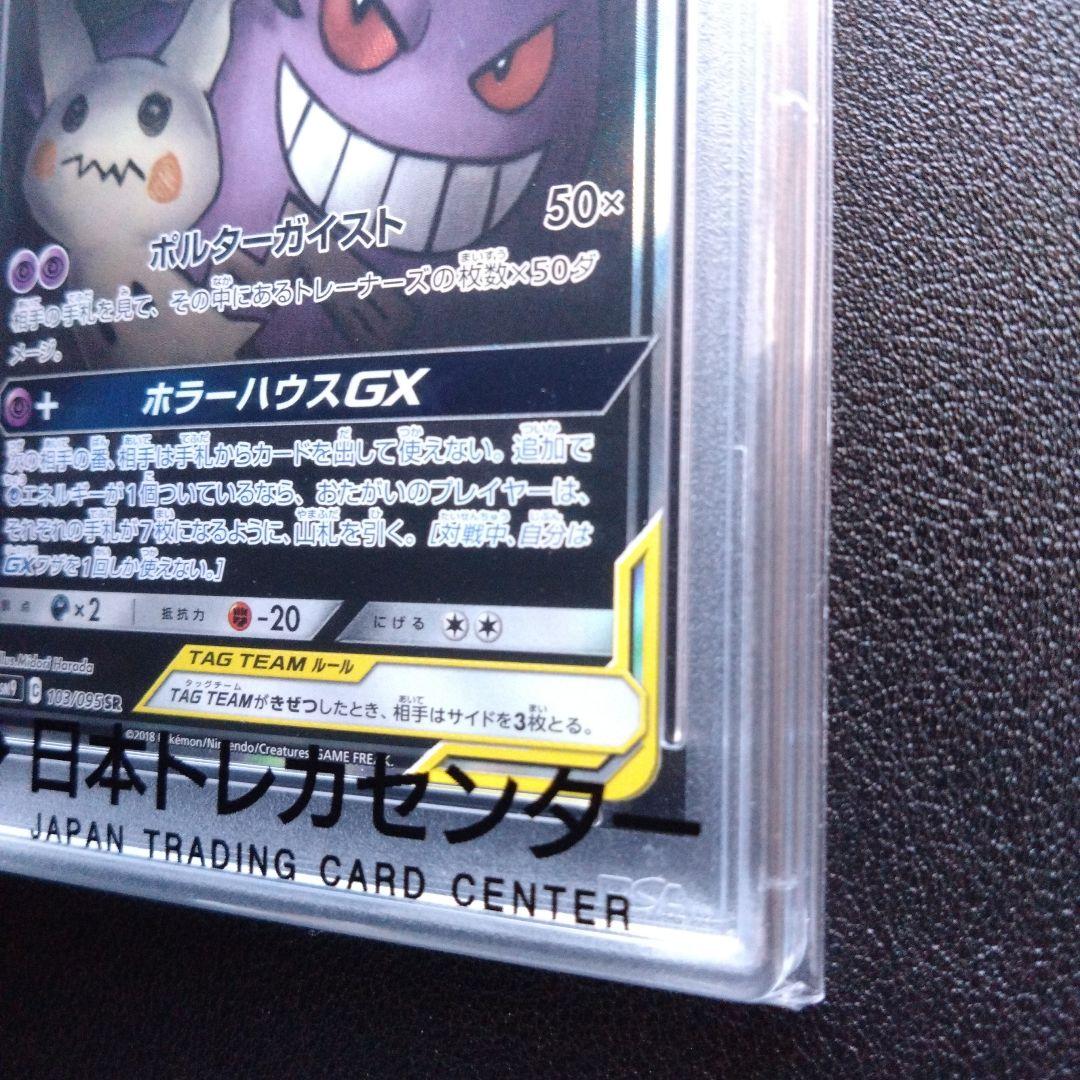 ポルターガイスト 50×
相手の手札を見て、その中にあるトレーナーズの枚数×50ダ
メージ。
+ ホラーハウスGX
次の相手の番、相手は手札からカードを出して使えない。追加で
エネルギーが1個ついているなら、おたがいのプレイヤーは、
それぞれの手札が7枚になるように、山札を引く。[対戦中、自分は
GXワザを1回しか使えない。]
弱点 ×2 抵抗力 -20 にげる
Illus.Midori Harada
SM9 C 103/095 SR
TAG TEAM ルール
TAG TEAMがきぜつしたとき、相手はサイドを3枚とる。
©2018 Pokémon/Nintendo/Creatures/GAME FREAK.
日本トレカセンター
JAPAN TRADING CARD CENTER
PSA